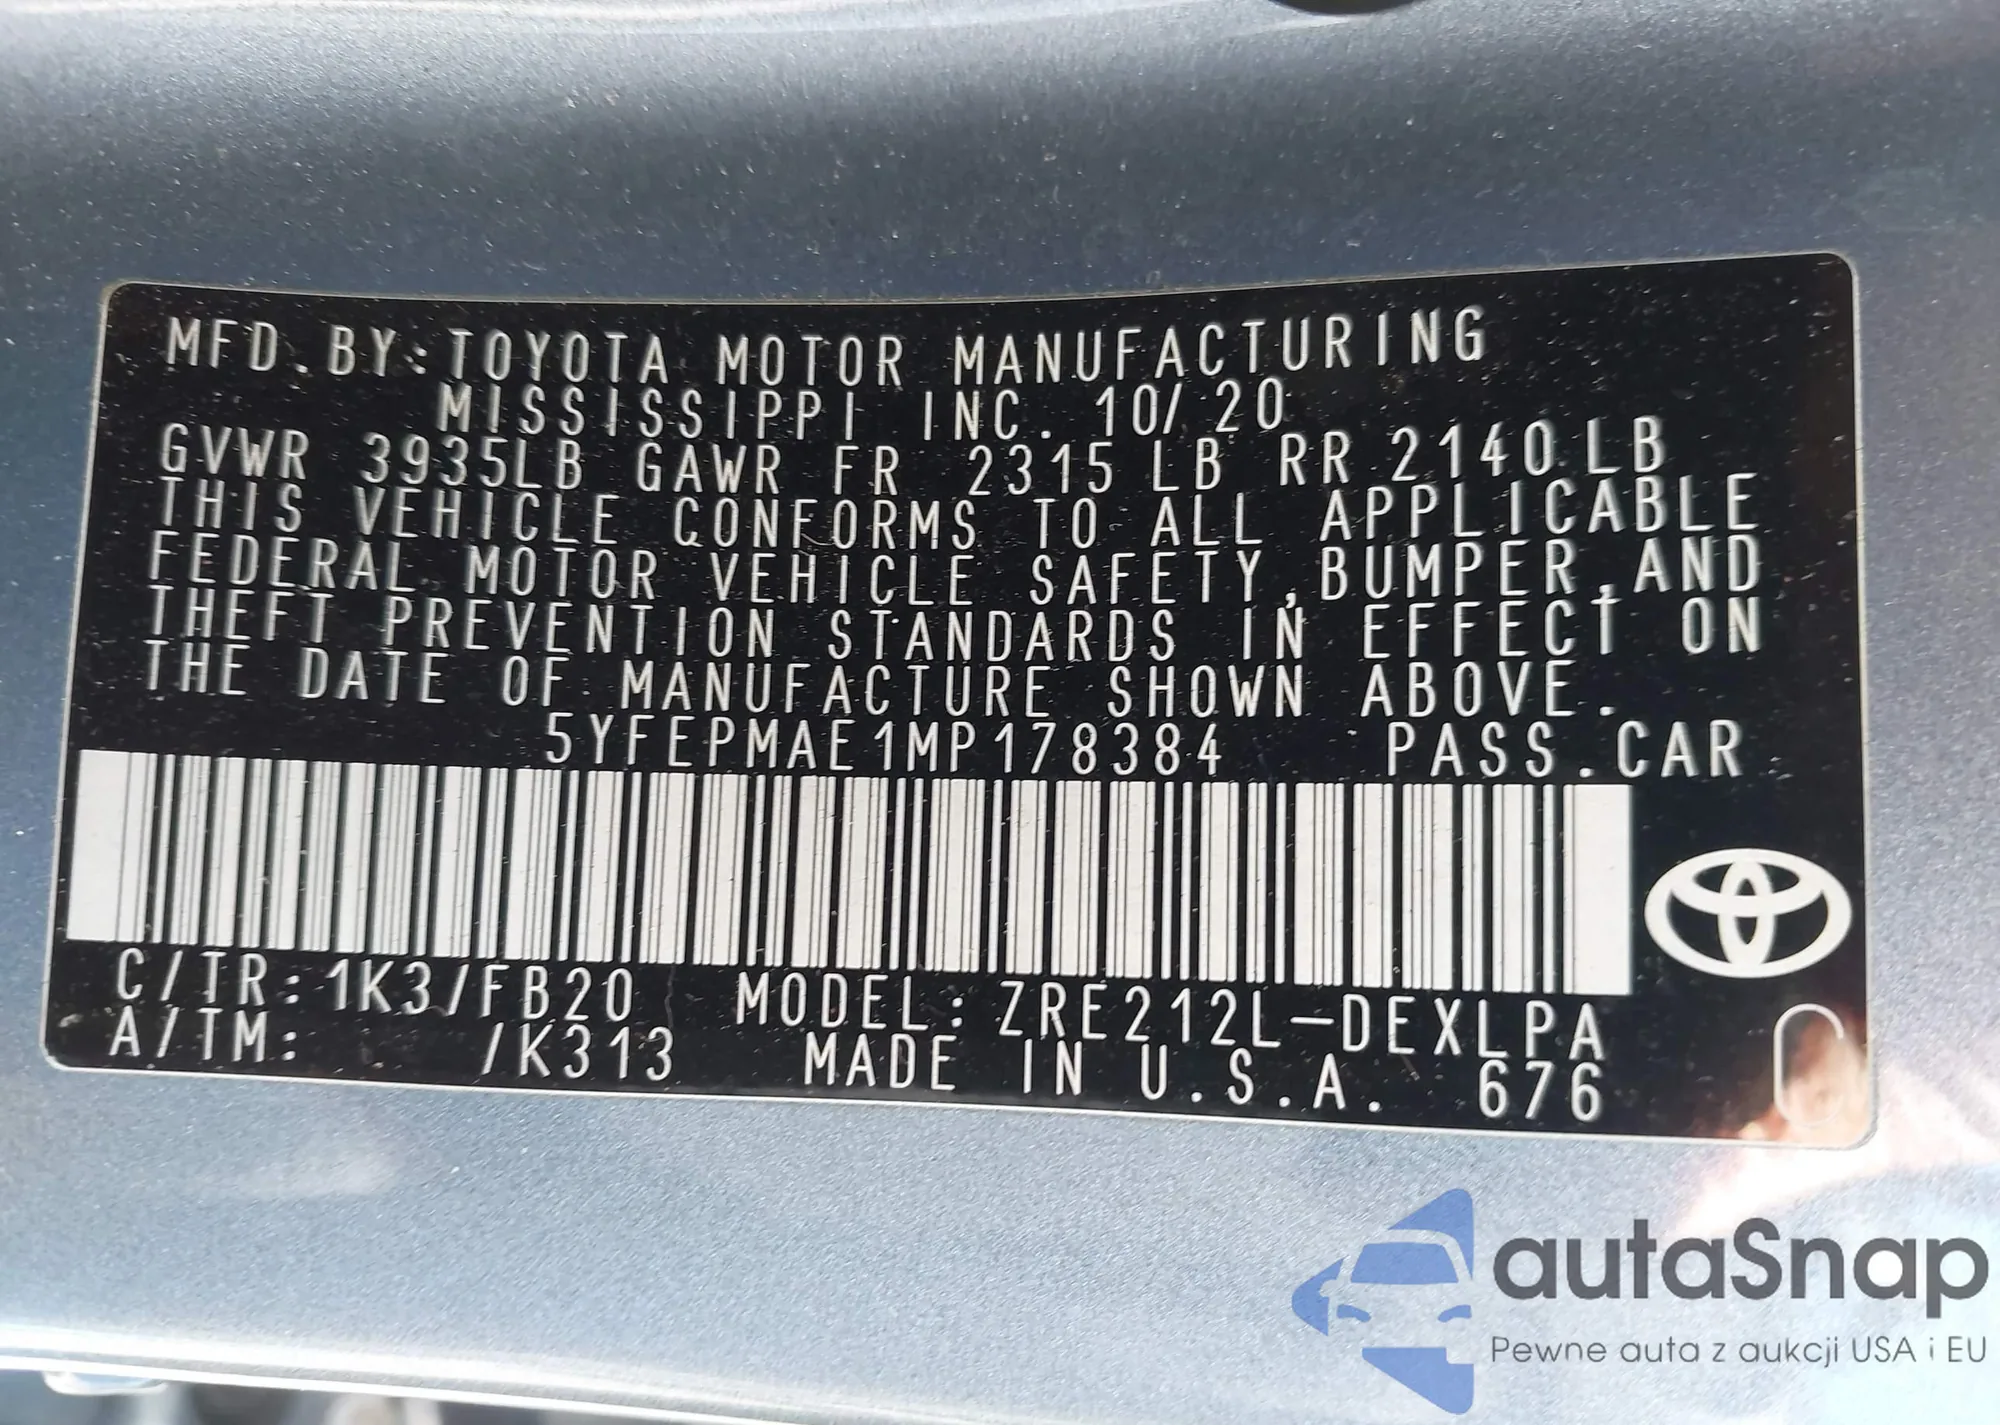 MFD.BY:TOYOTA MOTOR MANUFACTURING
MISSISSIPPI INC. 10/20
GVWR 3935LB GAWR FR 2315 LB RR 2140 LB
THIS VEHICLE CONFORMS TO ALL APPLICABLE
FEDERAL MOTOR VEHICLE SAFETY,BUMPER,AND
THEFT PREVENTION STANDARDS IN EFFECT ON
THE DATE OF MANUFACTURE SHOWN ABOVE.
5YFEPMAE1MP178384 PASS.CAR
C/TR:1K3/FB20 MODEL:ZRE212L-DEXLPA
A/TM: /K313 MADE IN U.S.A. 676
autaSnap
Pewne auta z aukcji USA i EU